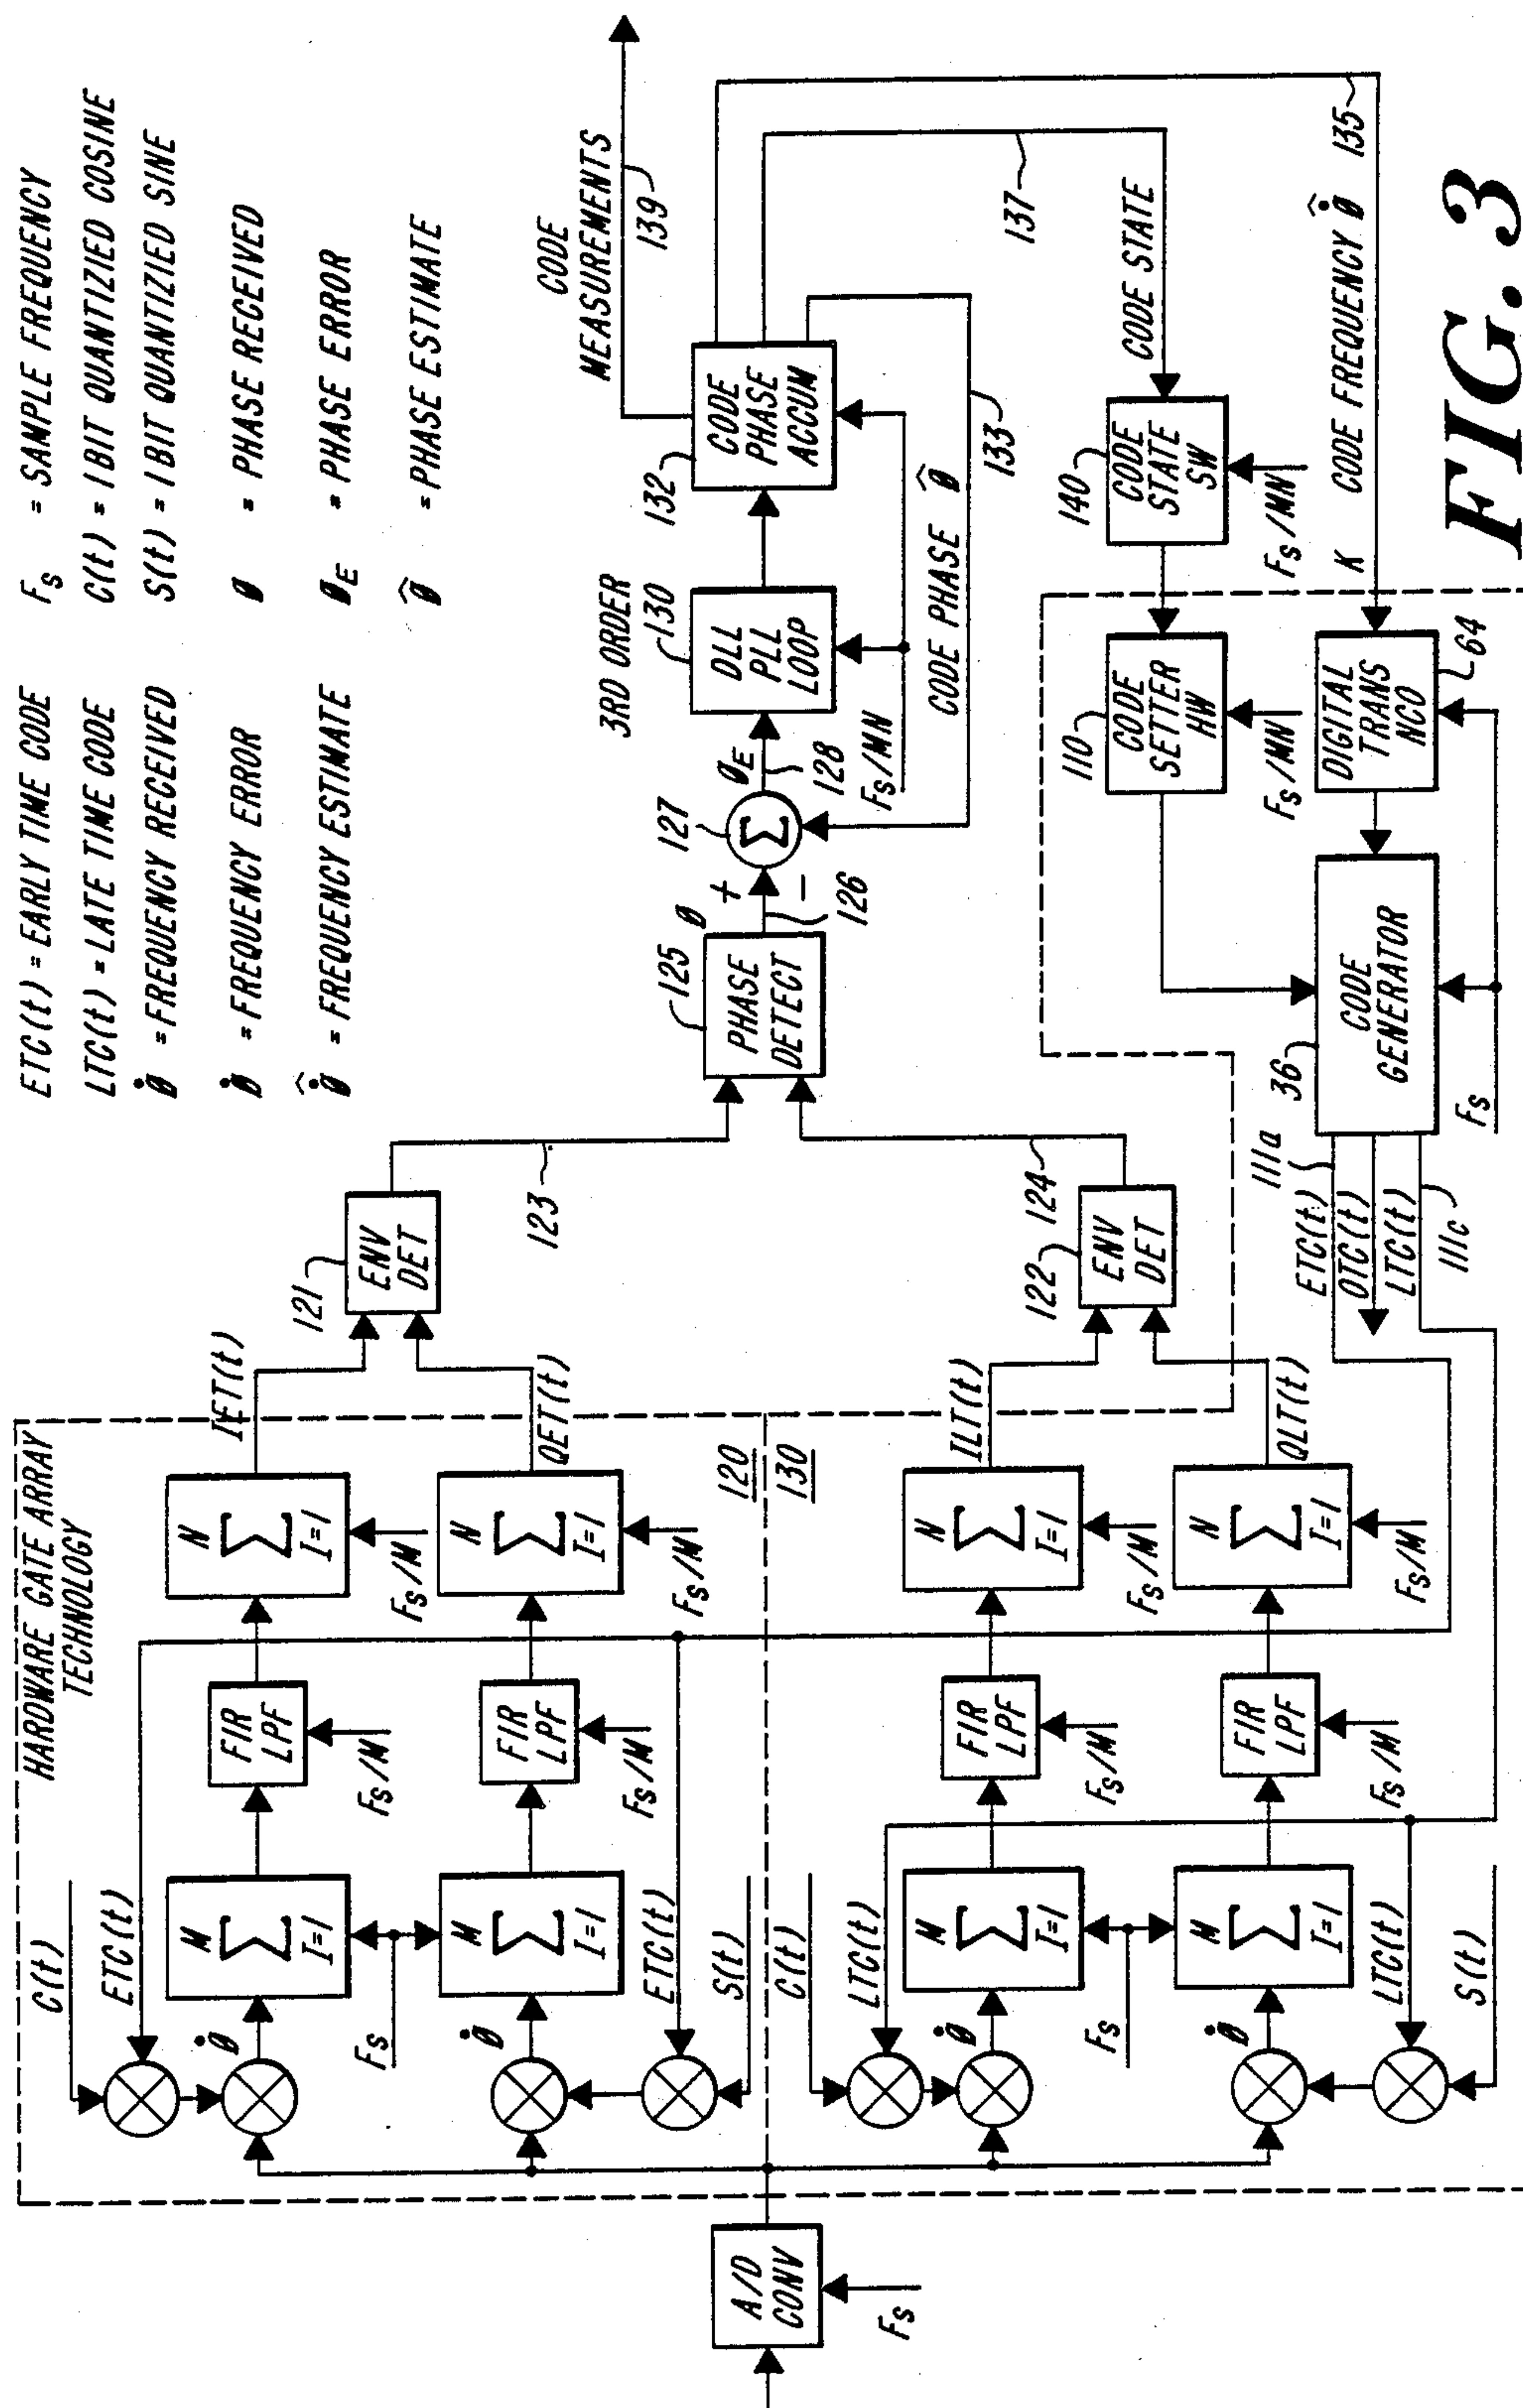 ETC(t) = EARLY TIME CODE
LTC(t) = LATE TIME CODE
θ̇ = FREQUENCY RECEIVED
θ̇ = FREQUENCY ERROR
θ̇̂ = FREQUENCY ESTIMATE
Fs = SAMPLE FREQUENCY
C(t) = 1 BIT QUANTIZIED COSINE
S(t) = 1 BIT QUANTIZIED SINE
θ = PHASE RECEIVED
θE = PHASE ERROR
θ̂ = PHASE ESTIMATE
HARDWARE GATE ARRAY
TECHNOLOGY
C(t)
ETC(t)
θ̇
M
Σ
I=1
Fs
FIR
LPF
Fs/M
N
Σ
I=1
Fs/M
IET(t)
θ̇
M
Σ
I=1
FIR
LPF
Fs/M
N
Σ
I=1
Fs/M
QET(t)
ETC(t)
S(t)
120
130
A/D
CONV
Fs
C(t)
LTC(t)
θ̇
M
Σ
I=1
Fs
FIR
LPF
Fs/M
N
Σ
I=1
Fs/M
ILT(t)
θ̇
M
Σ
I=1
FIR
LPF
Fs/M
N
Σ
I=1
Fs/M
QLT(t)
LTC(t)
S(t)
121
ENV
DET
123
122
ENV
DET
124
125
PHASE
DETECT
θ
+
−
126
127
Σ
θE
128
3RD ORDER
130
DLL
PLL
LOOP
Fs/MN
132
CODE
PHASE
ACCUM
CODE
MEASUREMENTS
139
CODE PHASE θ̂
133
137
CODE STATE
140
CODE
STATE
SW
Fs/MN
110
CODE
SETTER
HW
Fs/MN
K CODE FREQUENCY θ̇̂
135
DIGITAL
TRANS
NCO
64
36
CODE
GENERATOR
Fs
111a
ETC(t)
OTC(t)
LTC(t)
111c
FIG. 3